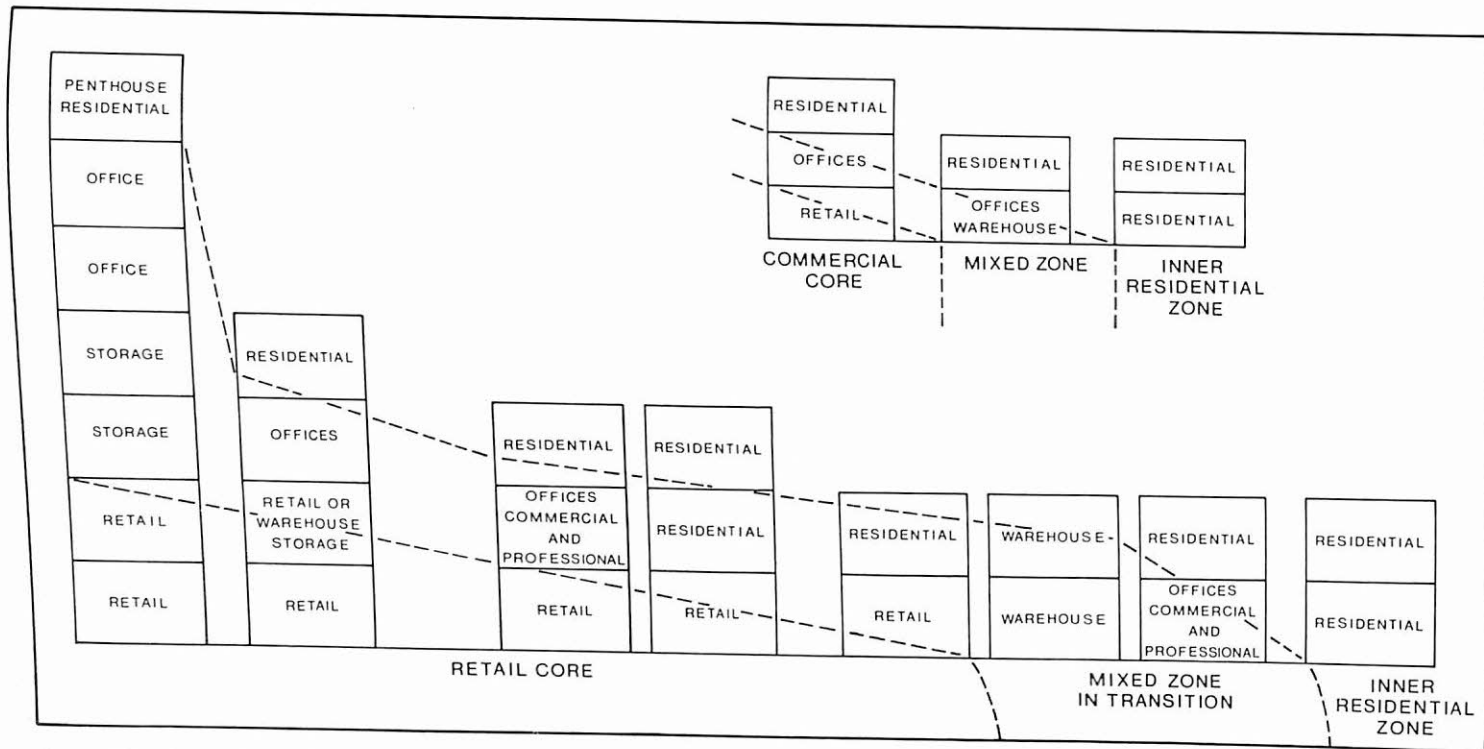 PENTHOUSE
RESIDENTIAL
OFFICE
OFFICE
STORAGE
STORAGE
RETAIL
RETAIL
RESIDENTIAL
OFFICES
RETAIL OR
WAREHOUSE
STORAGE
RETAIL
RESIDENTIAL
OFFICES
COMMERCIAL
AND
PROFESSIONAL
RETAIL
RESIDENTIAL
RESIDENTIAL
RETAIL
RESIDENTIAL
RETAIL
WAREHOUSE
WAREHOUSE
RESIDENTIAL
OFFICES
COMMERCIAL
AND
PROFESSIONAL
RESIDENTIAL
RESIDENTIAL
RETAIL CORE
MIXED ZONE
IN TRANSITION
INNER
RESIDENTIAL
ZONE
RESIDENTIAL
OFFICES
RETAIL
RESIDENTIAL
OFFICES
WAREHOUSE
RESIDENTIAL
RESIDENTIAL
COMMERCIAL
CORE
MIXED ZONE
INNER
RESIDENTIAL
ZONE